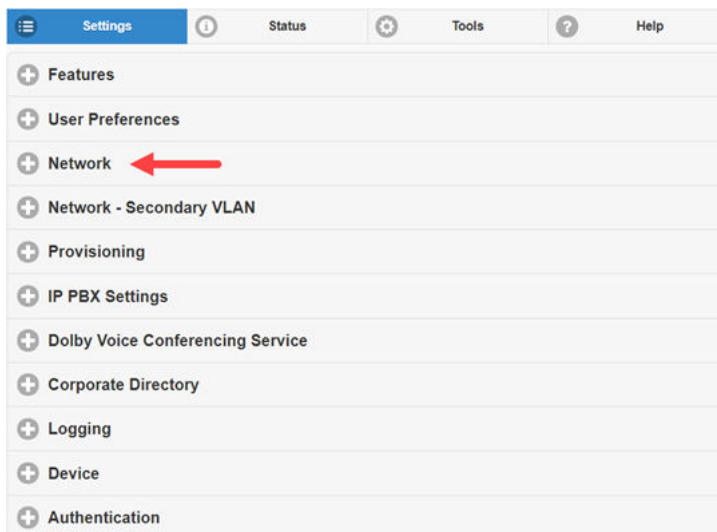 Settings Status Tools Help
Features
User Preferences
Network
Network - Secondary VLAN
Provisioning
IP PBX Settings
Dolby Voice Conferencing Service
Corporate Directory
Logging
Device
Authentication